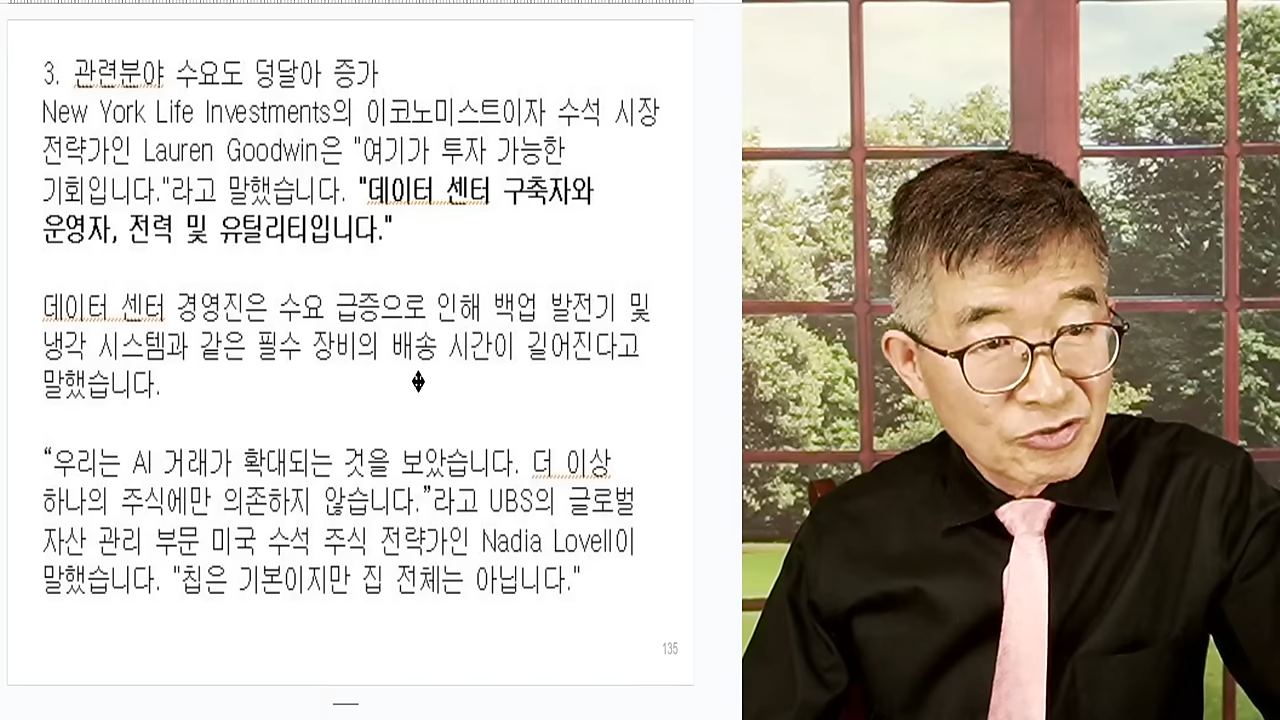 3. 관련분야 수요도 덩달아 증가
New York Life Investments의 이코노미스트이자 수석 시장
전략가인 Lauren Goodwin은 "여기가 투자 가능한
기회입니다."라고 말했습니다. "데이터 센터 구축자와
운영자, 전력 및 유틸리티입니다."
데이터 센터 경영진은 수요 급증으로 인해 백업 발전기 및
냉각 시스템과 같은 필수 장비의 배송 시간이 길어진다고
말했습니다.
“우리는 AI 거래가 확대되는 것을 보았습니다. 더 이상
하나의 주식에만 의존하지 않습니다.”라고 UBS의 글로벌
자산 관리 부문 미국 수석 주식 전략가인 Nadia Lovell이
말했습니다. "칩은 기본이지만 집 전체는 아닙니다."
135